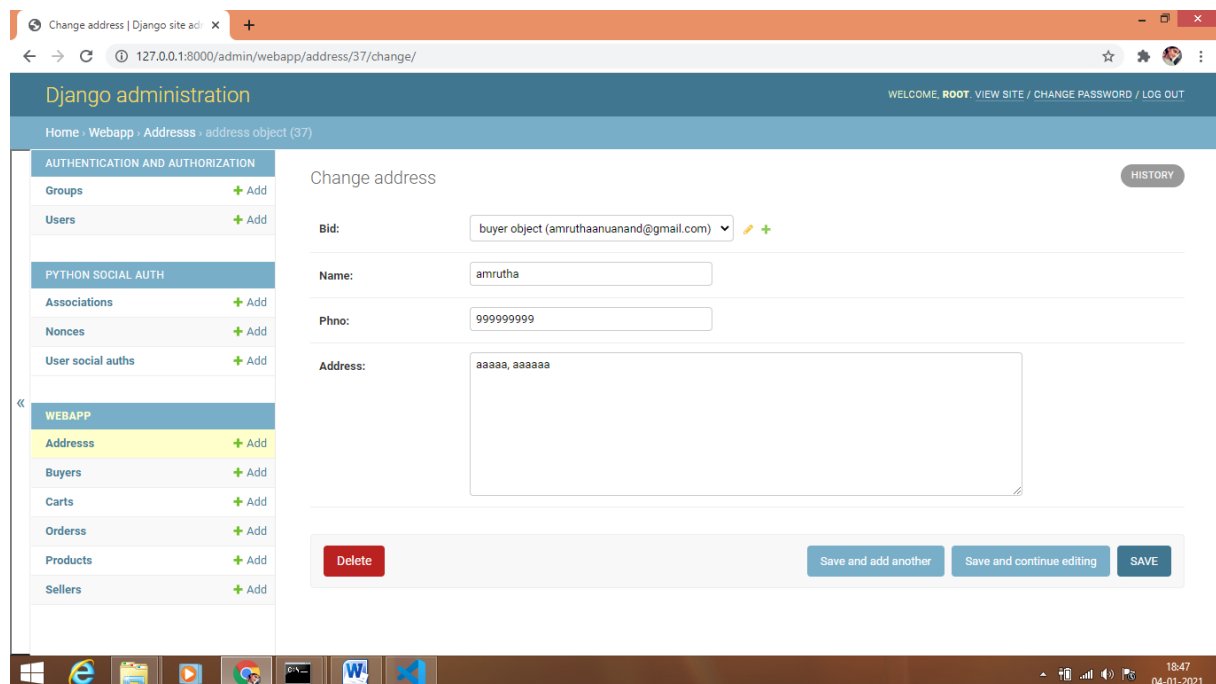 Change address | Django site ad
127.0.0.1:8000/admin/webapp/address/37/change/
Django administration
WELCOME, ROOT. VIEW SITE / CHANGE PASSWORD / LOG OUT
Home › Webapp › Addresss › address object (37)
AUTHENTICATION AND AUTHORIZATION
Groups + Add
Users + Add
PYTHON SOCIAL AUTH
Associations + Add
Nonces + Add
User social auths + Add
«
WEBAPP
Addresss + Add
Buyers + Add
Carts + Add
Orderss + Add
Products + Add
Sellers + Add
Change address
HISTORY
Bid: buyer object (amruthaanuanand@gmail.com)
Name: amrutha
Phno: 999999999
Address: aaaaa, aaaaaa
Delete
Save and add another
Save and continue editing
SAVE
18:47
04-01-2021